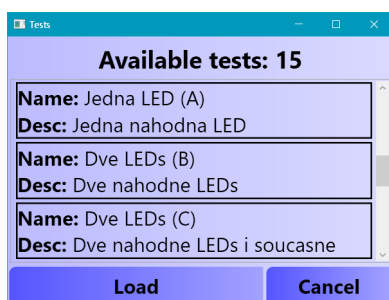 Tests
Available tests: 15
Name: Jedna LED (A)
Desc: Jedna nahodna LED
Name: Dve LEDs (B)
Desc: Dve nahodne LEDs
Name: Dve LEDs (C)
Desc: Dve nahodne LEDs i soucasne
Load
Cancel